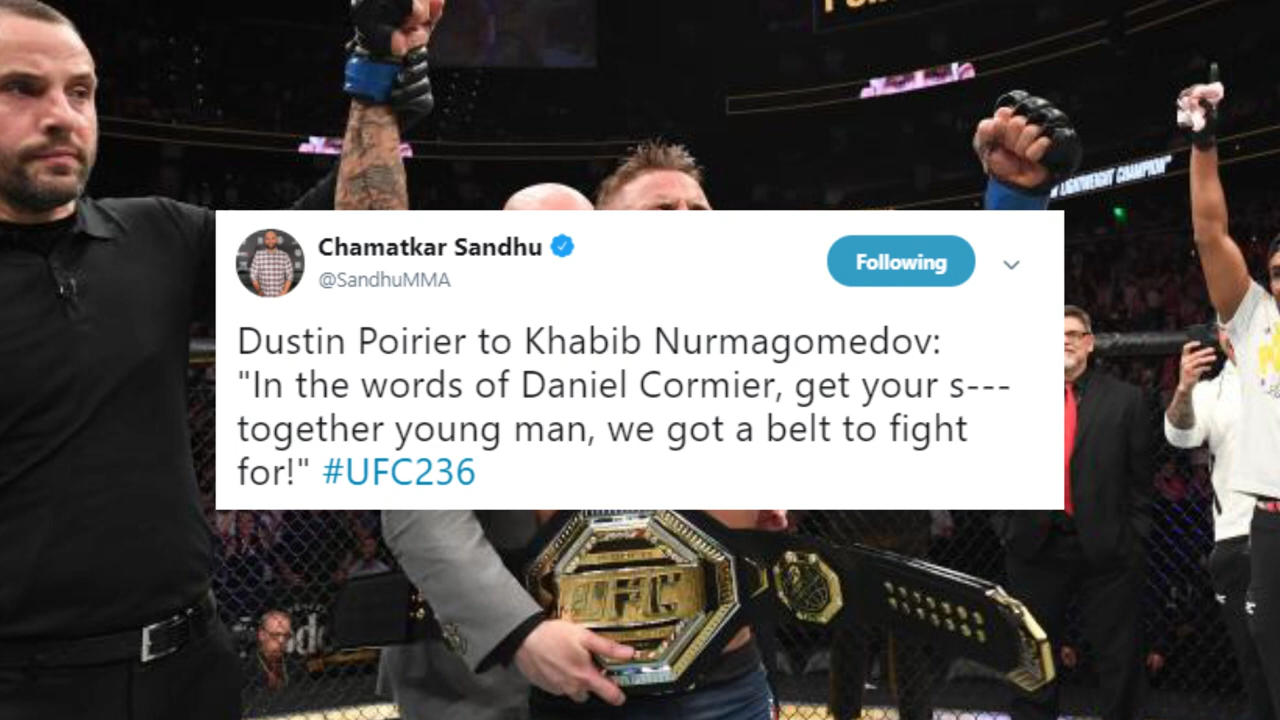 LIGHTWEIGHT CHAMPION"
Chamatkar Sandhu
@SandhuMMA
Following
Dustin Poirier to Khabib Nurmagomedov:
"In the words of Daniel Cormier, get your s---
together young man, we got a belt to fight
for!" #UFC236
UFC